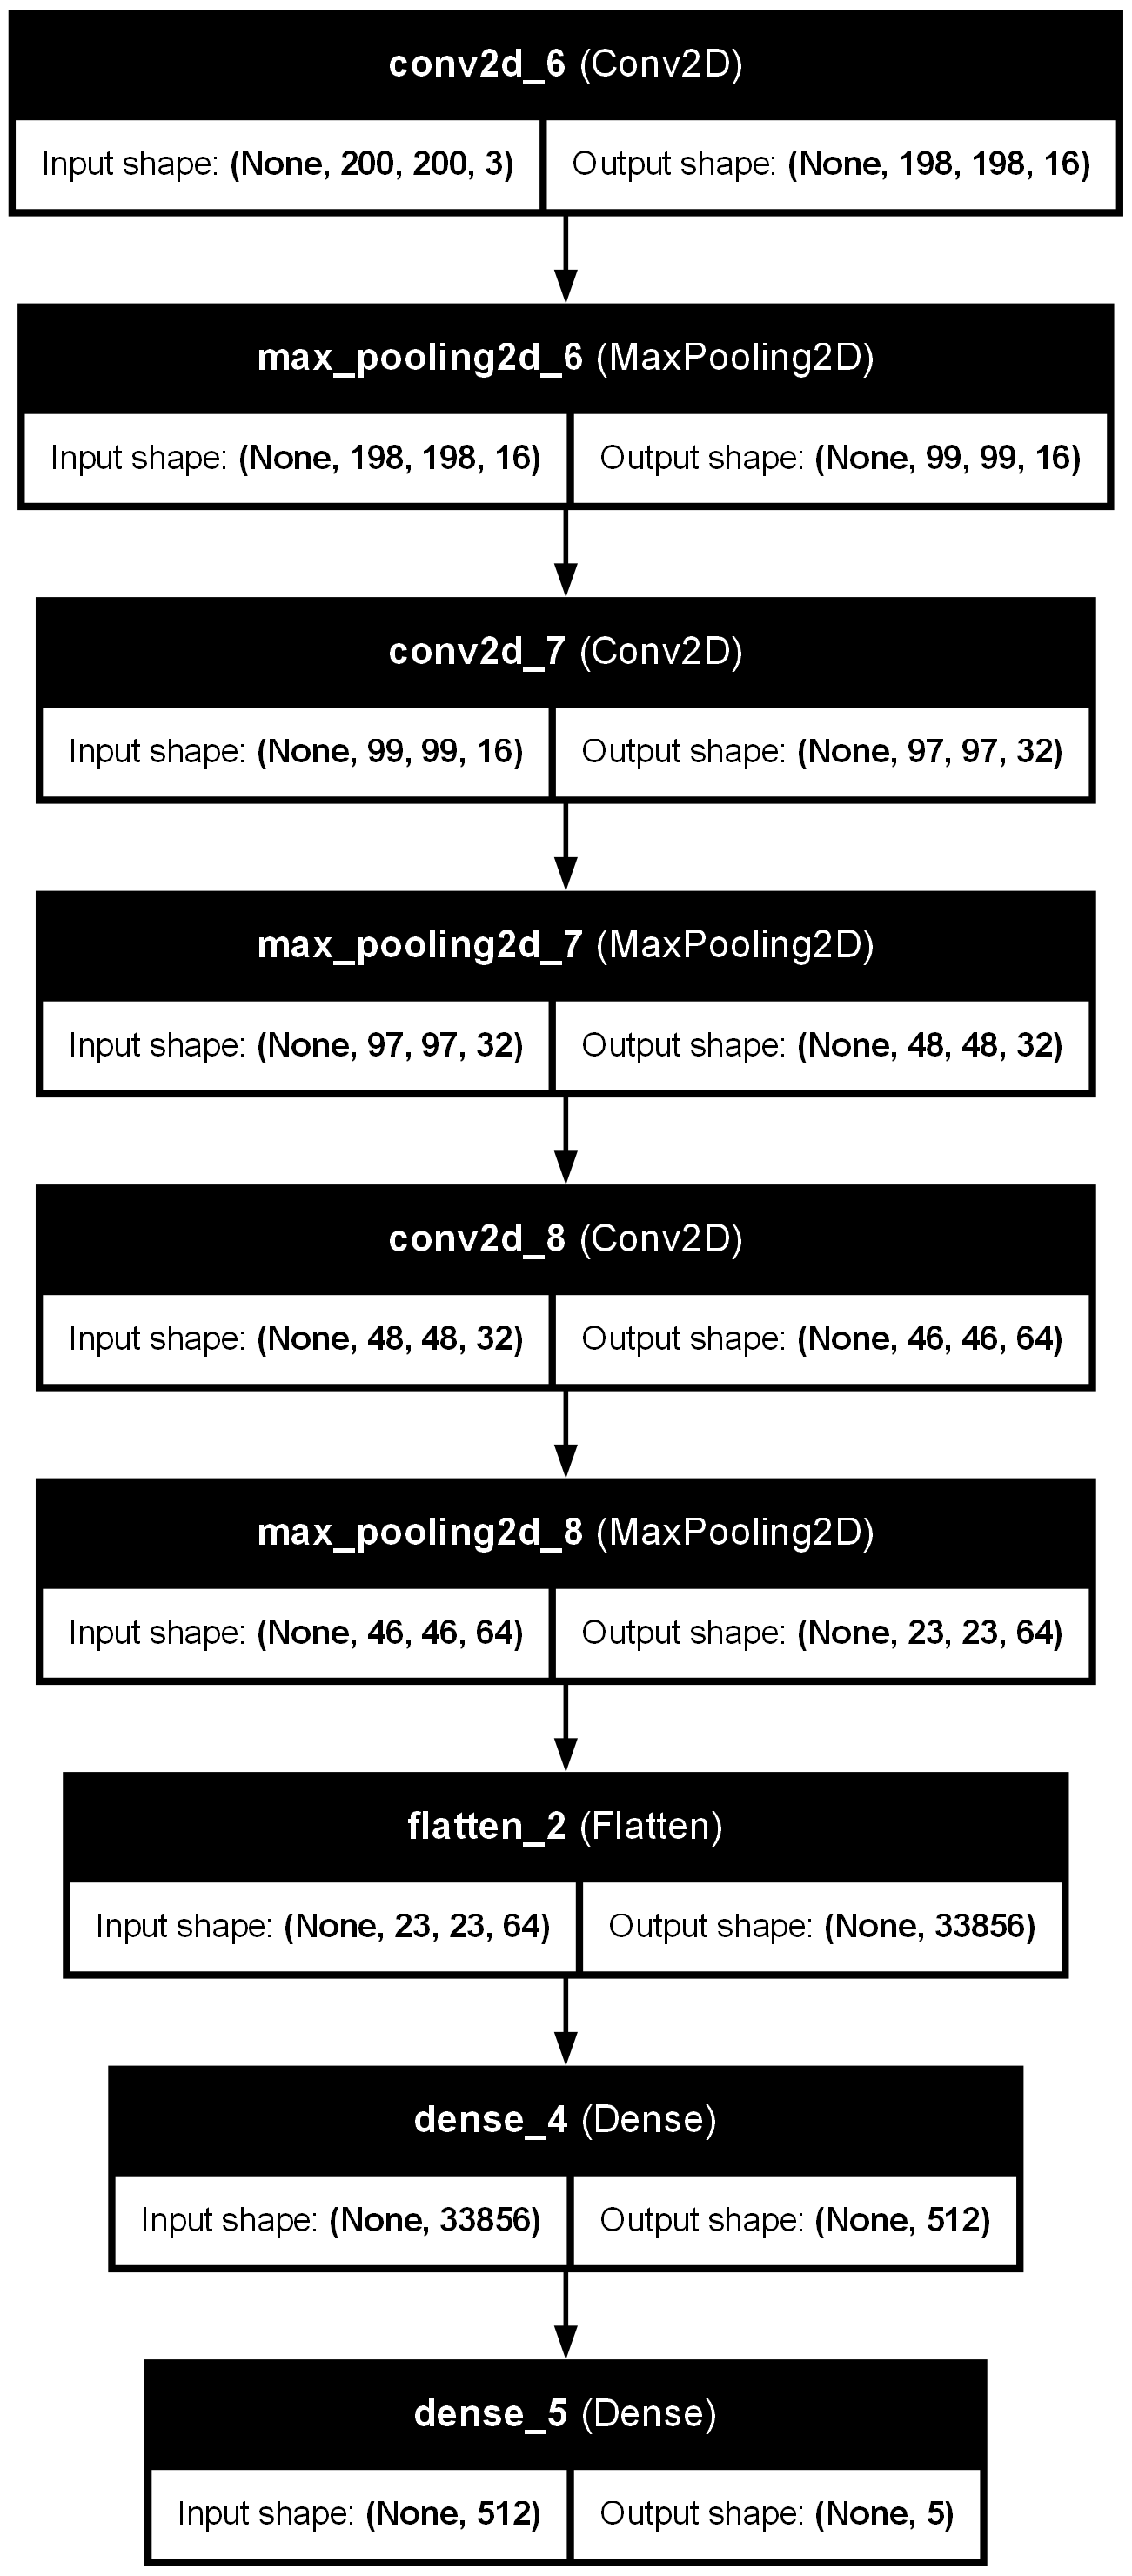 conv2d_6 (Conv2D)
Input shape: (None, 200, 200, 3) Output shape: (None, 198, 198, 16)
max_pooling2d_6 (MaxPooling2D)
Input shape: (None, 198, 198, 16) Output shape: (None, 99, 99, 16)
conv2d_7 (Conv2D)
Input shape: (None, 99, 99, 16) Output shape: (None, 97, 97, 32)
max_pooling2d_7 (MaxPooling2D)
Input shape: (None, 97, 97, 32) Output shape: (None, 48, 48, 32)
conv2d_8 (Conv2D)
Input shape: (None, 48, 48, 32) Output shape: (None, 46, 46, 64)
max_pooling2d_8 (MaxPooling2D)
Input shape: (None, 46, 46, 64) Output shape: (None, 23, 23, 64)
flatten_2 (Flatten)
Input shape: (None, 23, 23, 64) Output shape: (None, 33856)
dense_4 (Dense)
Input shape: (None, 33856) Output shape: (None, 512)
dense_5 (Dense)
Input shape: (None, 512) Output shape: (None, 5)